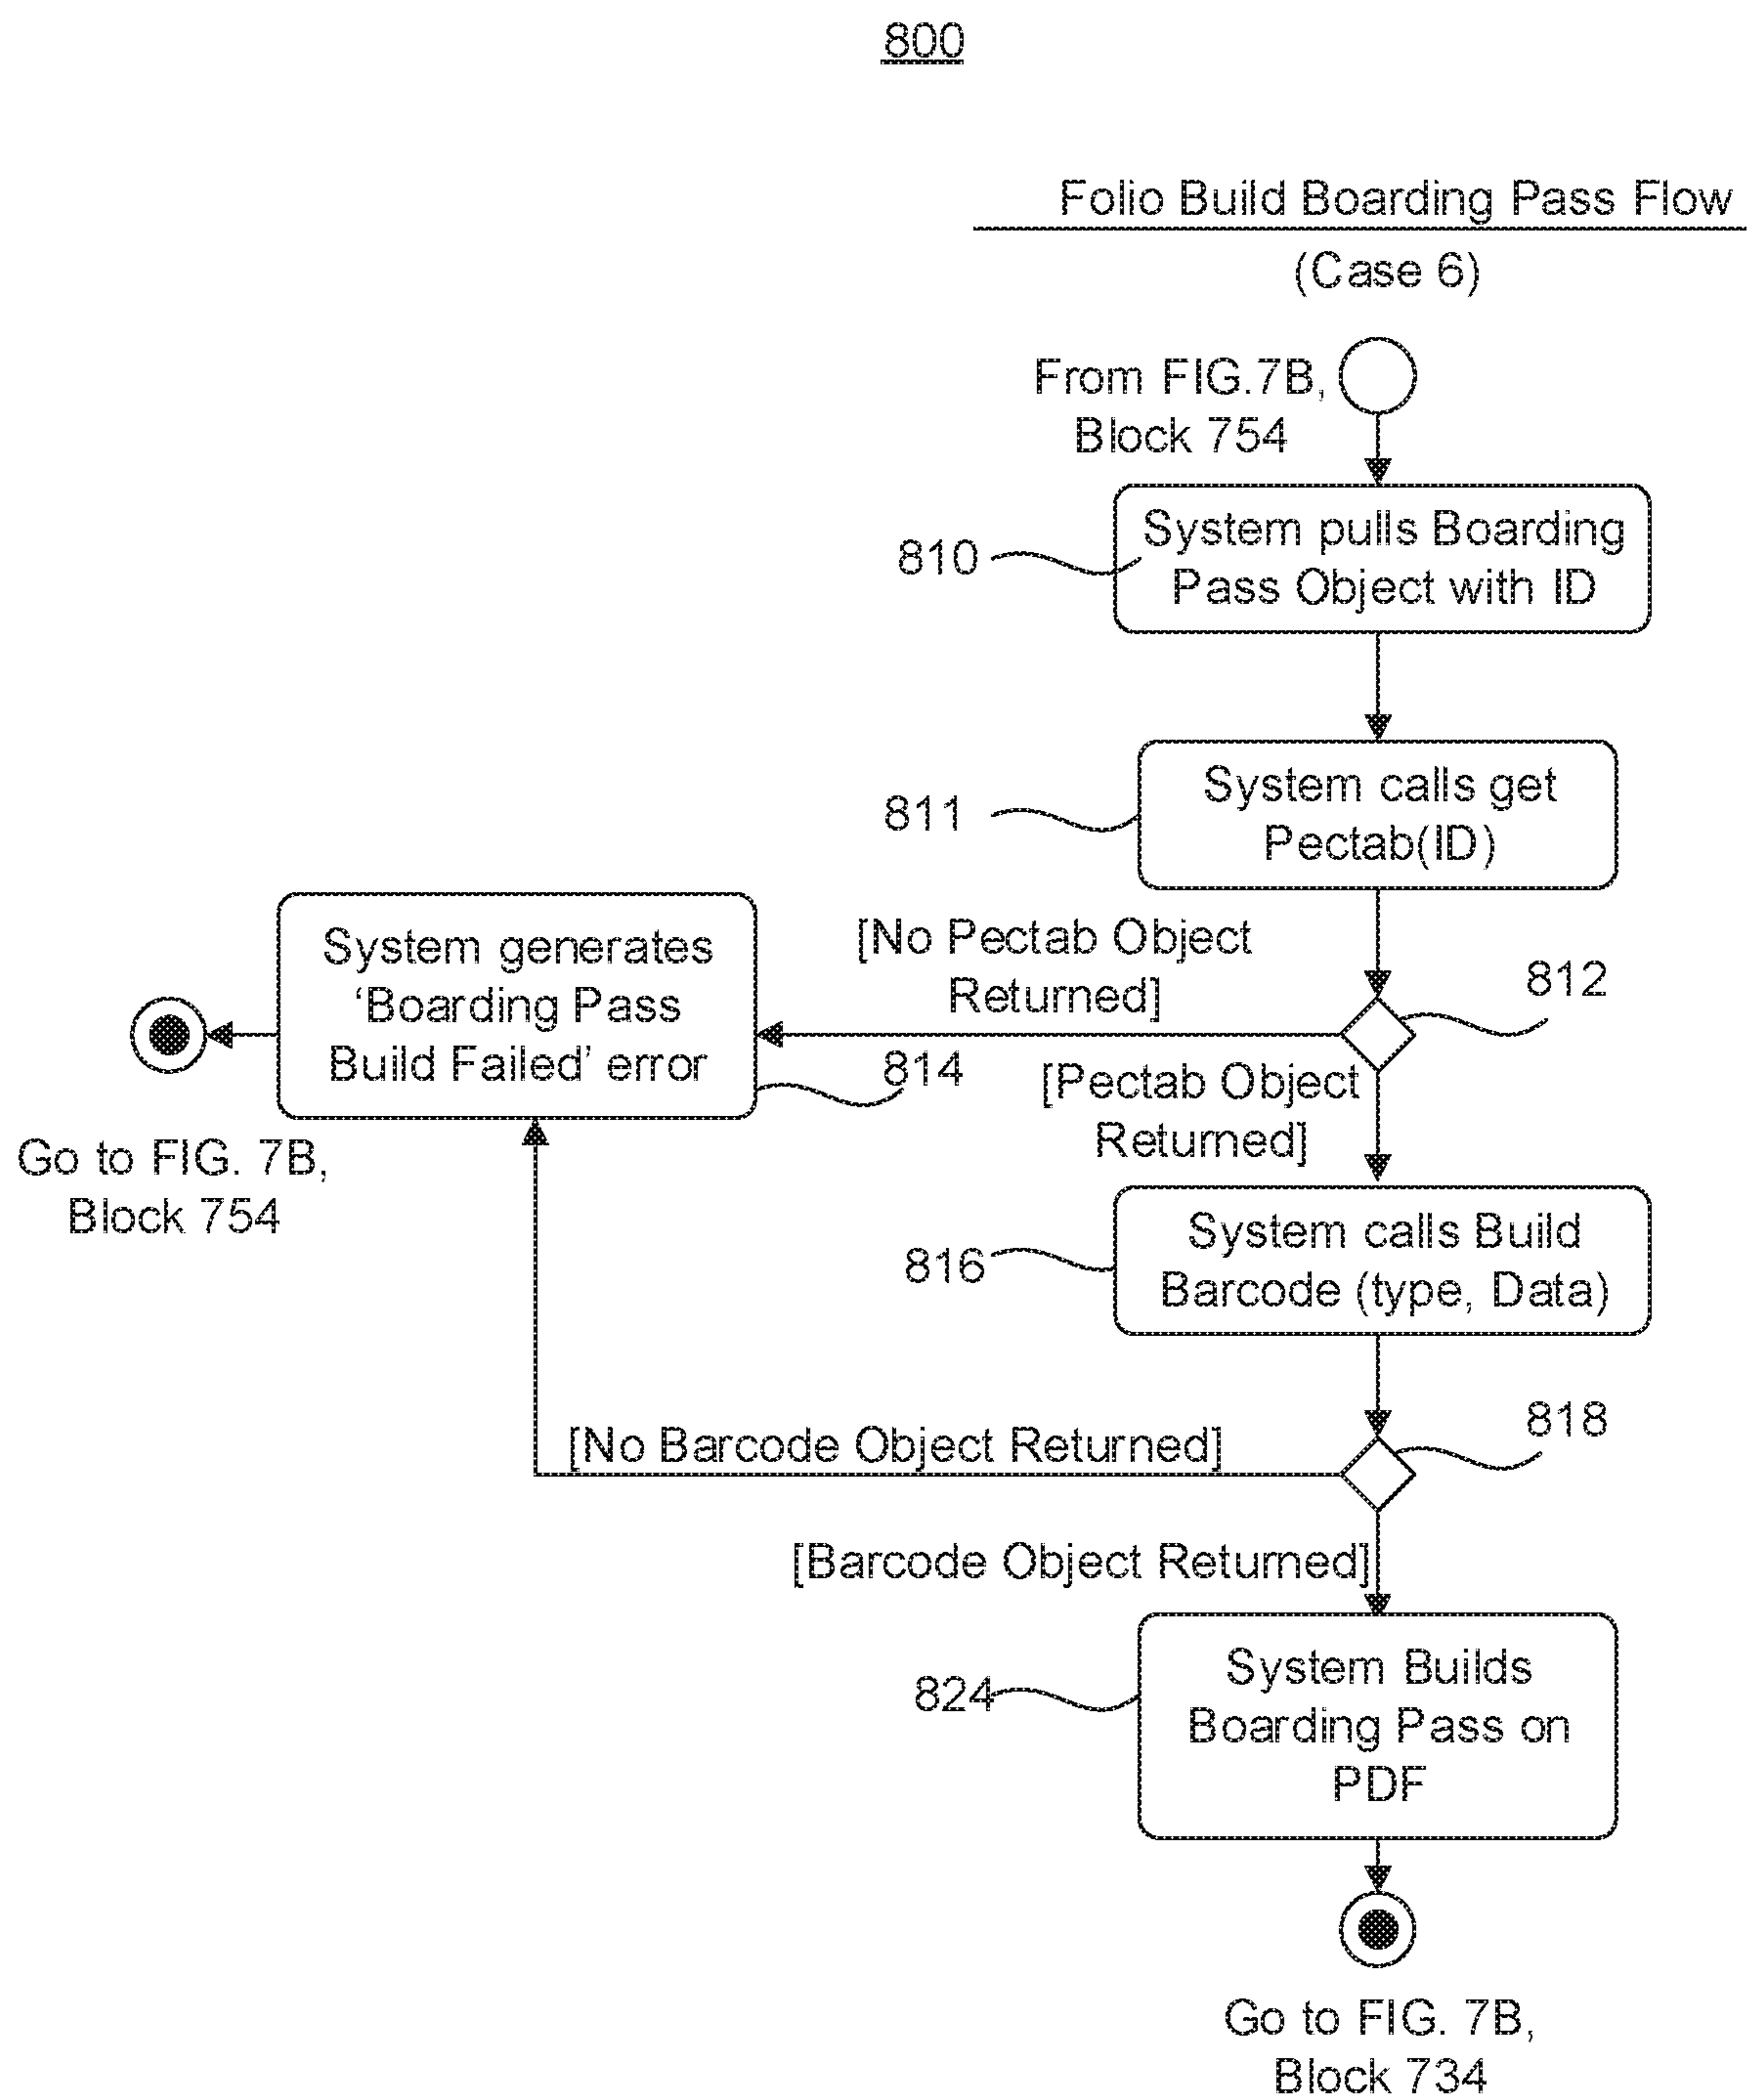 800
Folio Build Boarding Pass Flow
(Case 6)
From FIG.7B,
Block 754
810
System pulls Boarding
Pass Object with ID
811
System calls get
Pectab(ID)
[No Pectab Object
Returned]
812
System generates
‘Boarding Pass
Build Failed’ error
814
[Pectab Object
Returned]
Go to FIG. 7B,
Block 754
816
System calls Build
Barcode (type, Data)
818
[No Barcode Object Returned]
[Barcode Object Returned]
824
System Builds
Boarding Pass on
PDF
Go to FIG. 7B,
Block 734